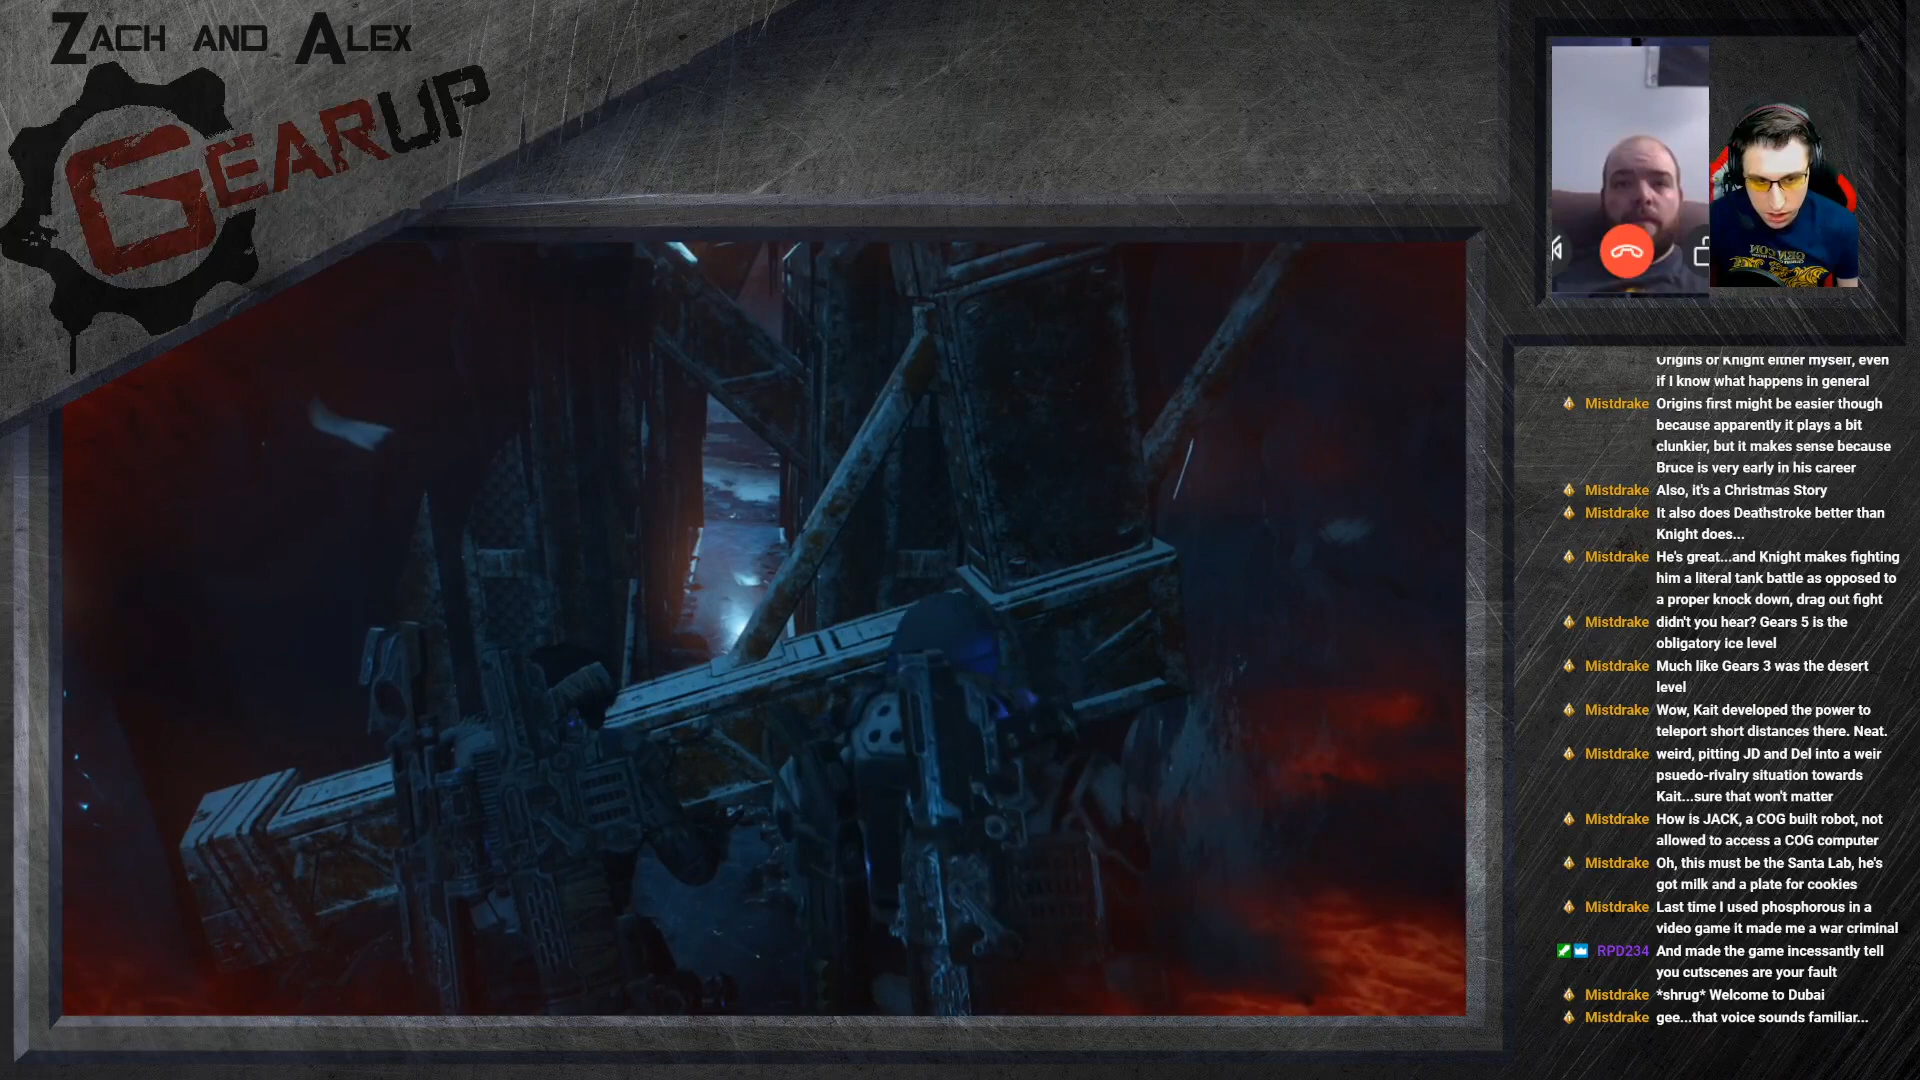 Zach and Alex
GearUp
Origins or Knight either myself, even
if I know what happens in general
Mistdrake Origins first might be easier though
because apparently it plays a bit
clunkier, but it makes sense because
Bruce is very early in his career
Mistdrake Also, it's a Christmas Story
Mistdrake It also does Deathstroke better than
Knight does...
Mistdrake He's great...and Knight makes fighting
him a literal tank battle as opposed to
a proper knock down, drag out fight
Mistdrake didn't you hear? Gears 5 is the
obligatory ice level
Mistdrake Much like Gears 3 was the desert
level
Mistdrake Wow, Kait developed the power to
teleport short distances there. Neat.
Mistdrake weird, pitting JD and Del into a weir
psuedo-rivalry situation towards
Kait...sure that won't matter
Mistdrake How is JACK, a COG built robot, not
allowed to access a COG computer
Mistdrake Oh, this must be the Santa Lab, he's
got milk and a plate for cookies
Mistdrake Last time I used phosphorous in a
video game it made me a war criminal
RPD234 And made the game incessantly tell
you cutscenes are your fault
Mistdrake *shrug* Welcome to Dubai
Mistdrake gee...that voice sounds familiar...